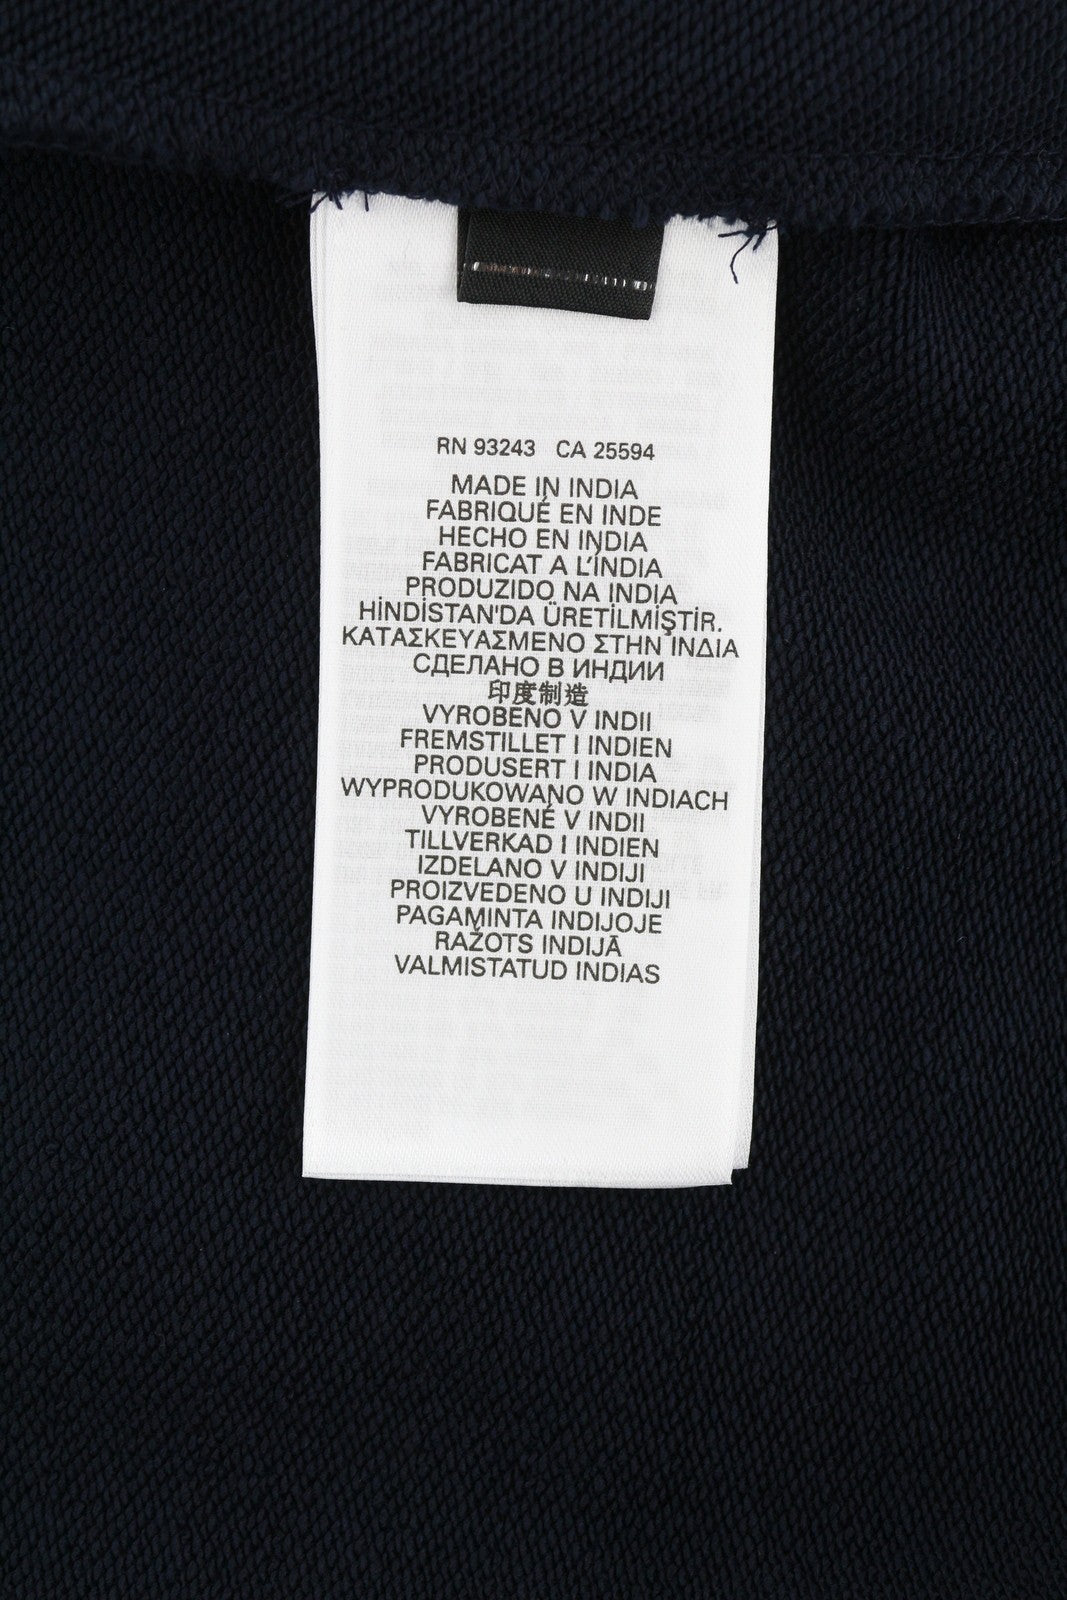 RN 93243 CA 25594
MADE IN INDIA
FABRIQUÉ EN INDE
HECHO EN INDIA
FABRICAT A L'ÍNDIA
PRODUZIDO NA ÍNDIA
HİNDİSTAN'DA ÜRETİLMİŞTİR.
ΚΑΤΑΣΚΕΥΑΣΜΕΝΟ ΣΤΗΝ ΙΝΔΙΑ
СДЕЛАНО В ИНДИИ
印度制造
VYROBENO V INDII
FREMSTILLET I INDIEN
PRODUSERT I INDIA
WYPRODUKOWANO W INDIACH
VYROBENÉ V INDII
TILLVERKAD I INDIEN
IZDELANO V INDIJI
PROIZVEDENO U INDIJI
PAGAMINTA INDIJOJE
RAŽOTS INDIJĀ
VALMISTATUD INDIAS